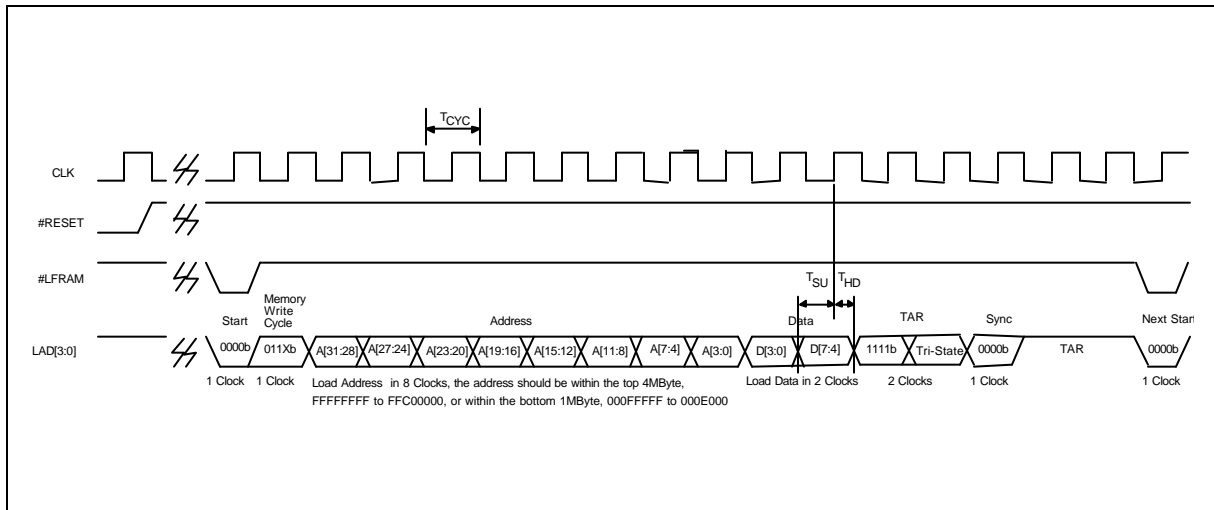 TCYC
CLK
#RESET
#LFRAM
TSU THD
Memory
Write
Cycle
Start Address Data TAR Sync Next Start
LAD[3:0] 0000b 011Xb A[31:28] A[27:24] A[23:20] A[19:16] A[15:12] A[11:8] A[7:4] A[3:0] D[3:0] D[7:4] 1111b Tri-State 0000b TAR 0000b
1 Clock 1 Clock Load Address in 8 Clocks, the address should be within the top 4MByte, Load Data in 2 Clocks 2 Clocks 1 Clock 1 Clock
FFFFFFFF to FFC00000, or within the bottom 1MByte, 000FFFFF to 000E000